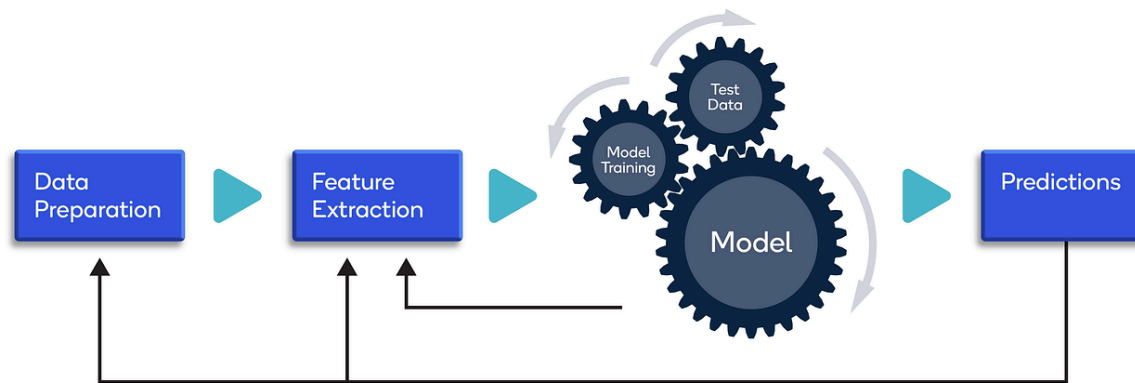 Data
Preparation
Feature
Extraction
Model
Training
Test
Data
Model
Predictions